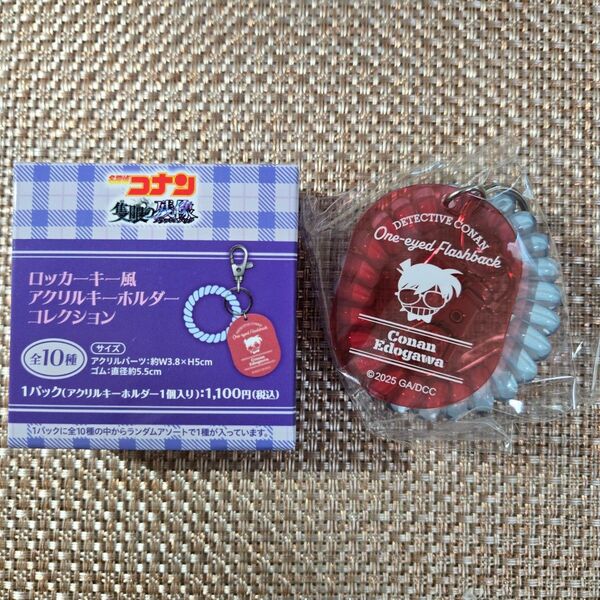 名探偵コナン
隻眼の残像
ロッカーキー風
アクリルキーホルダー
コレクション
全10種
サイズ
アクリルパーツ:約W3.8×H5cm
ゴム:直径約5.5cm
1パック(アクリルキーホルダー1個入り):1,100円(税込)
1パックに全10種の中からランダムアソートで1種が入っています。
DETECTIVE CONAN
One-eyed Flashback
Conan
Edogawa
©2025 GA/DCC